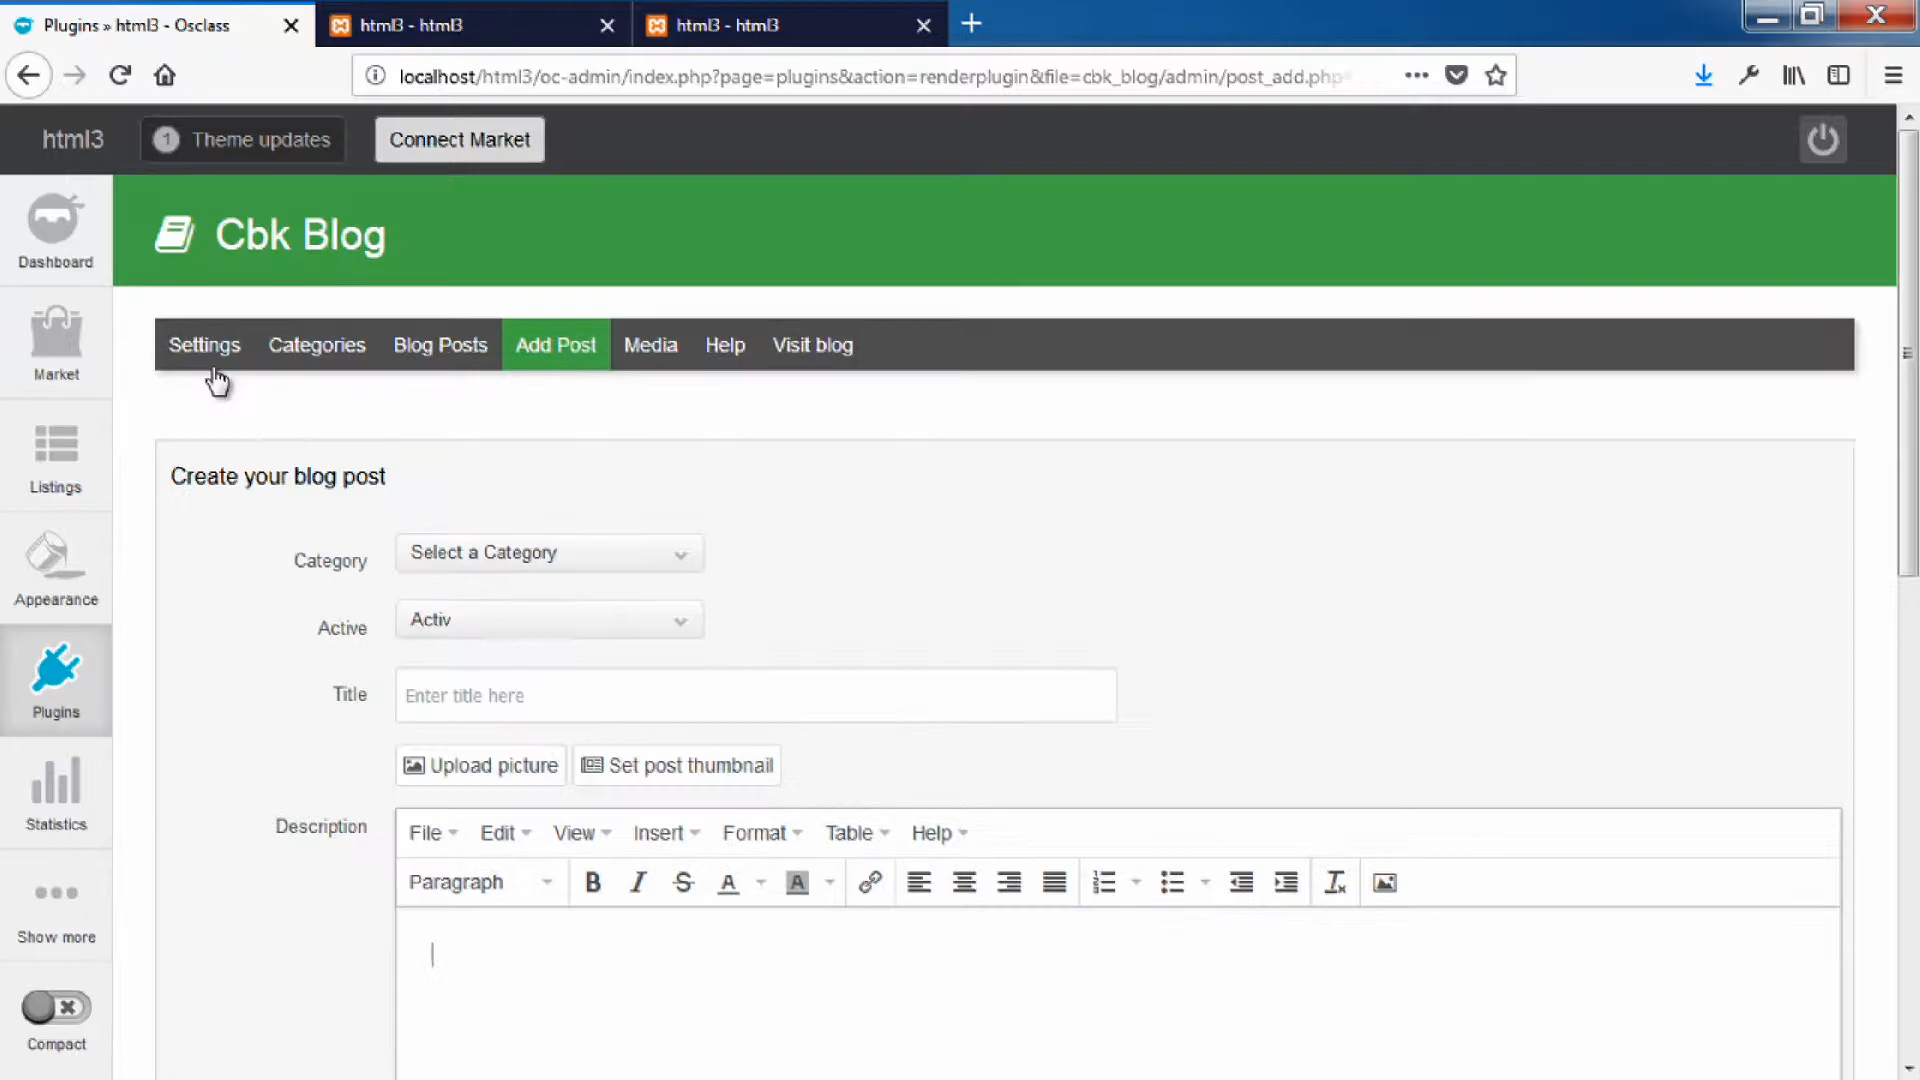 Plugins » html3 - Osclass
html3 - html3
html3 - html3
localhost/html3/oc-admin/index.php?page=plugins&action=renderplugin&file=cbk_blog/admin/post_add.php
html3
1 Theme updates
Connect Market
Dashboard
Market
Listings
Appearance
Plugins
Statistics
Show more
Compact
Cbk Blog
Settings Categories Blog Posts Add Post Media Help Visit blog
Create your blog post
Category Select a Category
Active Activ
Title Enter title here
Upload picture Set post thumbnail
Description
File Edit View Insert Format Table Help
Paragraph B I S A A